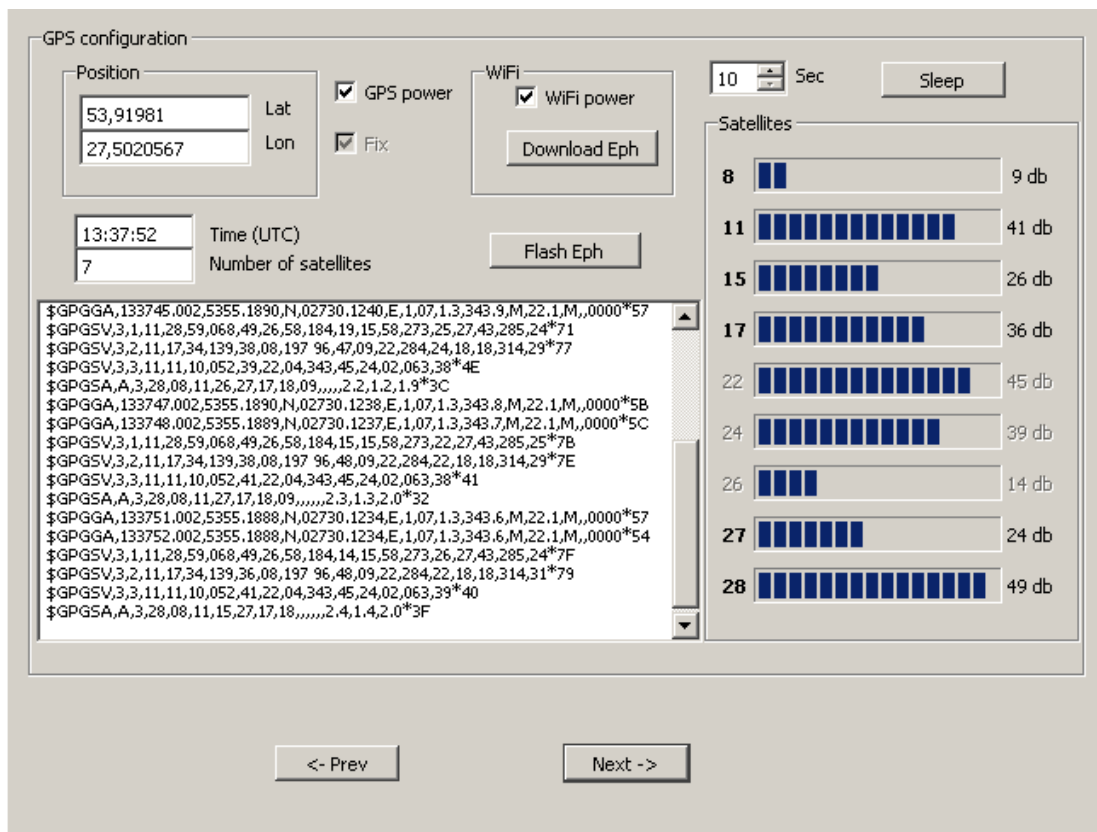 GPS configuration
Position
53,91981 Lat
27,5020567 Lon
GPS power
Fix
WiFi
WiFi power
Download Eph
10 Sec
Sleep
13:37:52 Time (UTC)
7 Number of satellites
Flash Eph
$GPGGA,133745.002,5355.1890,N,02730.1240,E,1,07,1.3,343.9,M,22.1,M,,0000*57
$GPGSV,3,1,11,28,59,068,49,26,58,184,19,15,58,273,25,27,43,285,24*71
$GPGSV,3,2,11,17,34,139,38,08,197 96,47,09,22,284,24,18,18,314,29*77
$GPGSV,3,3,11,11,10,052,39,22,04,343,45,24,02,063,38*4E
$GPGSA,A,3,28,08,11,26,27,17,18,09,,,,,2.2,1.2,1.9*3C
$GPGGA,133747.002,5355.1890,N,02730.1238,E,1,07,1.3,343.8,M,22.1,M,,0000*5B
$GPGGA,133748.002,5355.1889,N,02730.1237,E,1,07,1.3,343.7,M,22.1,M,,0000*5C
$GPGSV,3,1,11,28,59,068,49,26,58,184,15,15,58,273,22,27,43,285,25*7B
$GPGSV,3,2,11,17,34,139,38,08,197 96,48,09,22,284,22,18,18,314,29*7E
$GPGSV,3,3,11,11,10,052,41,22,04,343,45,24,02,063,38*41
$GPGSA,A,3,28,08,11,27,17,18,09,,,,,,2.3,1.3,2.0*32
$GPGGA,133751.002,5355.1888,N,02730.1234,E,1,07,1.3,343.6,M,22.1,M,,0000*57
$GPGGA,133752.002,5355.1888,N,02730.1234,E,1,07,1.3,343.6,M,22.1,M,,0000*54
$GPGSV,3,1,11,28,59,068,49,26,58,184,14,15,58,273,26,27,43,285,24*7F
$GPGSV,3,2,11,17,34,139,36,08,197 96,48,09,22,284,22,18,18,314,31*79
$GPGSV,3,3,11,11,10,052,41,22,04,343,45,24,02,063,39*40
$GPGSA,A,3,28,08,11,15,27,17,18,,,,,,2.4,1.4,2.0*3F
Satellites
8 9 db
11 41 db
15 26 db
17 36 db
22 45 db
24 39 db
26 14 db
27 24 db
28 49 db
<- Prev
Next ->